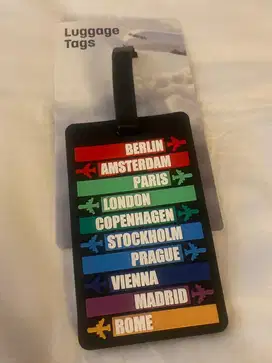 Luggage
Tags
BERLIN
AMSTERDAM
PARIS
LONDON
COPENHAGEN
STOCKHOLM
PRAGUE
VIENNA
MADRID
ROME